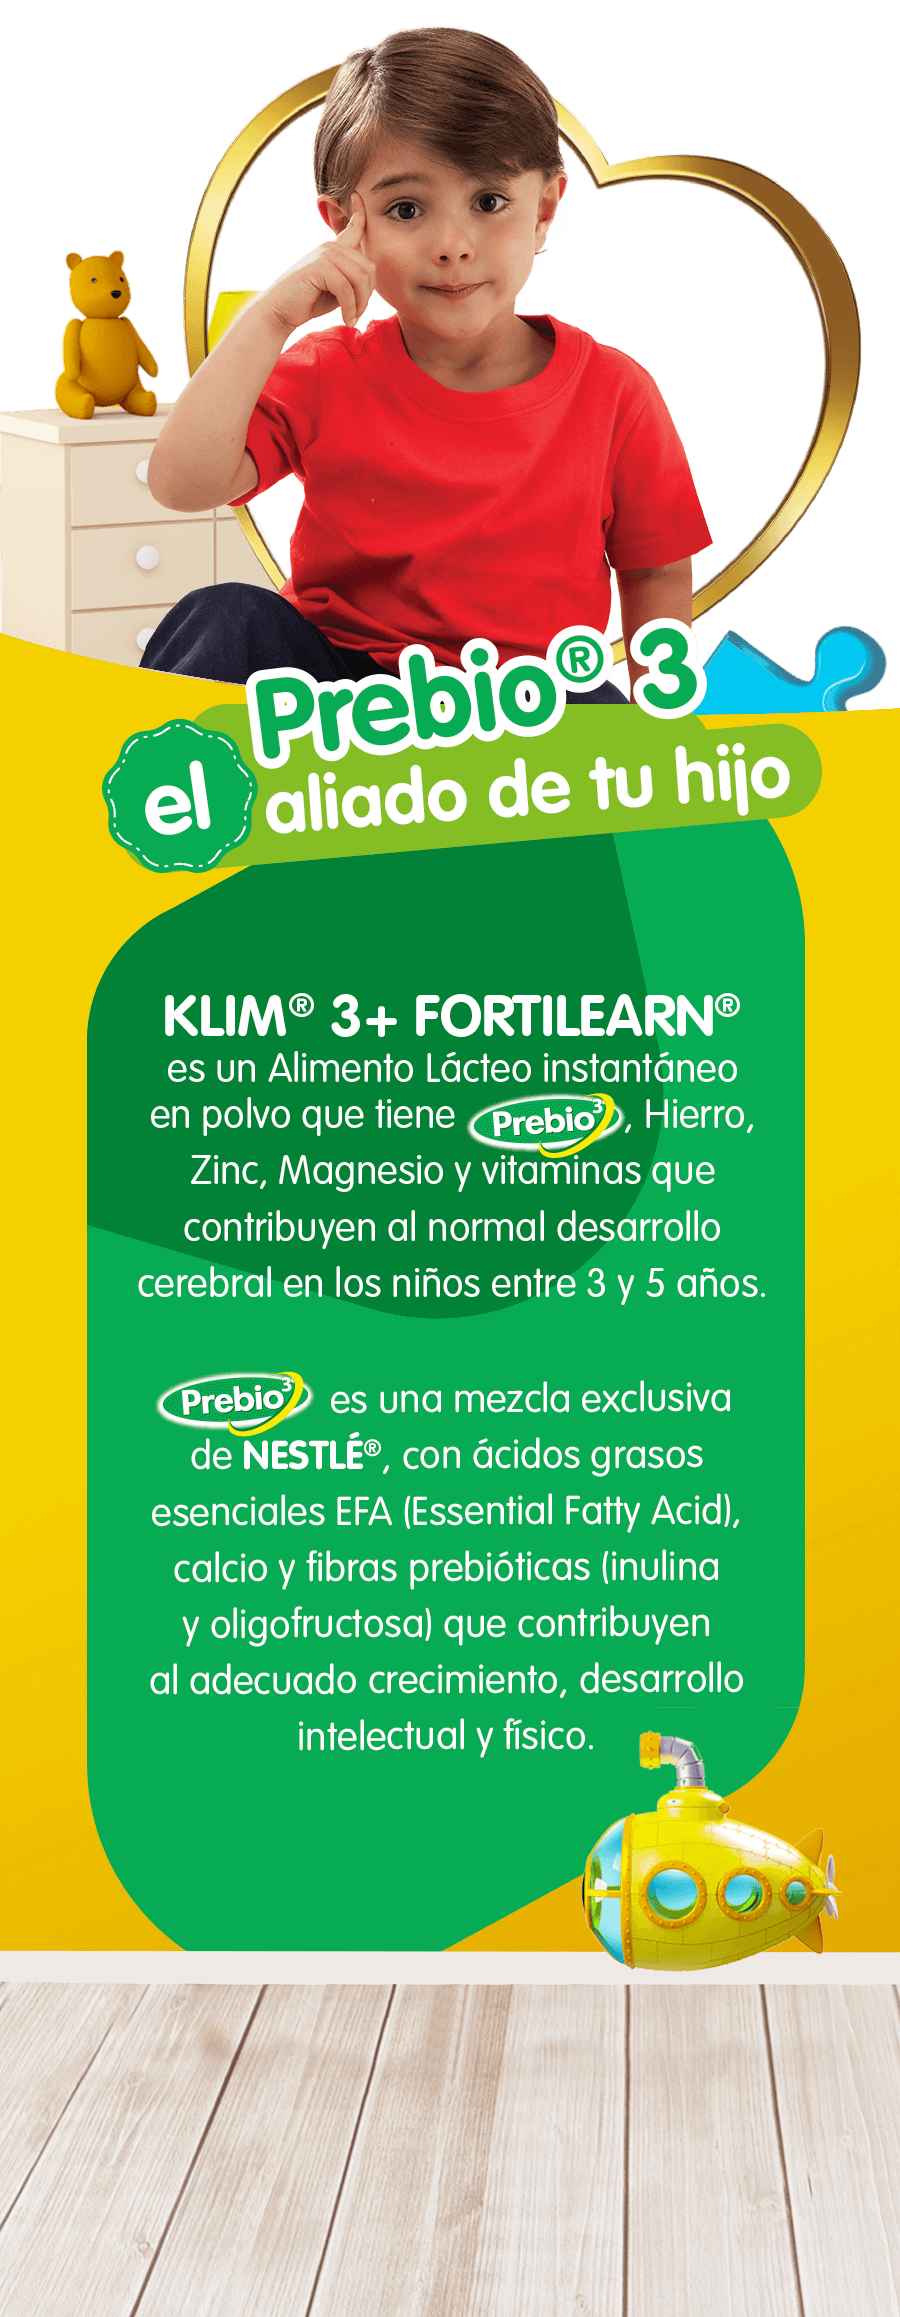 Prebio® 3
el aliado de tu hijo
KLIM® 3+ FORTILEARN®
es un Alimento Lácteo instantáneo
en polvo que tiene Prebio³, Hierro,
Zinc, Magnesio y vitaminas que
contribuyen al normal desarrollo
cerebral en los niños entre 3 y 5 años.
Prebio³ es una mezcla exclusiva
de NESTLÉ®, con ácidos grasos
esenciales EFA (Essential Fatty Acid),
calcio y fibras prebióticas (inulina
y oligofructosa) que contribuyen
al adecuado crecimiento, desarrollo
intelectual y físico.